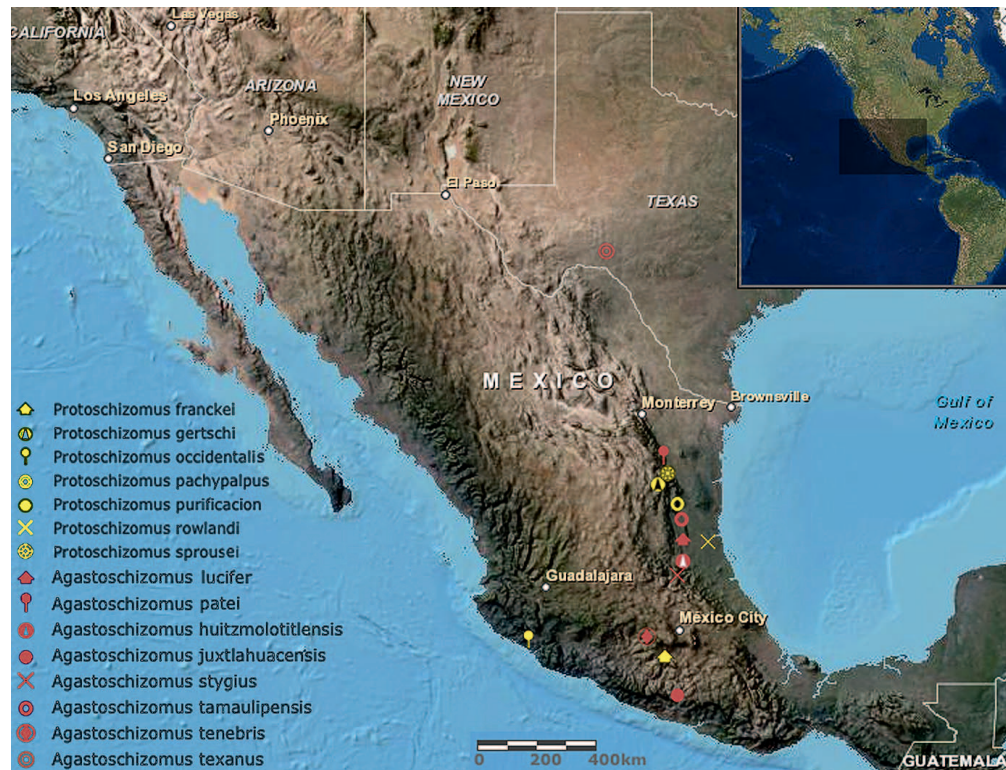 Las Vegas
CALIFORNIA
ARIZONA
NEW
MEXICO
Los Angeles
Phoenix
San Diego
El Paso
TEXAS
MEXICO
Monterrey
Brownsville
Gulf of
Mexico
Protoschizomus franckei
Protoschizomus gertschi
Protoschizomus occidentalis
Protoschizomus pachypalpus
Protoschizomus purificacion
Protoschizomus rowlandi
Protoschizomus sprousei
Agastoschizomus lucifer
Agastoschizomus patei
Agastoschizomus huitzmolotitlensis
Agastoschizomus juxtlahuacensis
Agastoschizomus stygius
Agastoschizomus tamaulipensis
Agastoschizomus tenebris
Agastoschizomus texanus
Guadalajara
Mexico City
0 200 400km
GUATEMALA